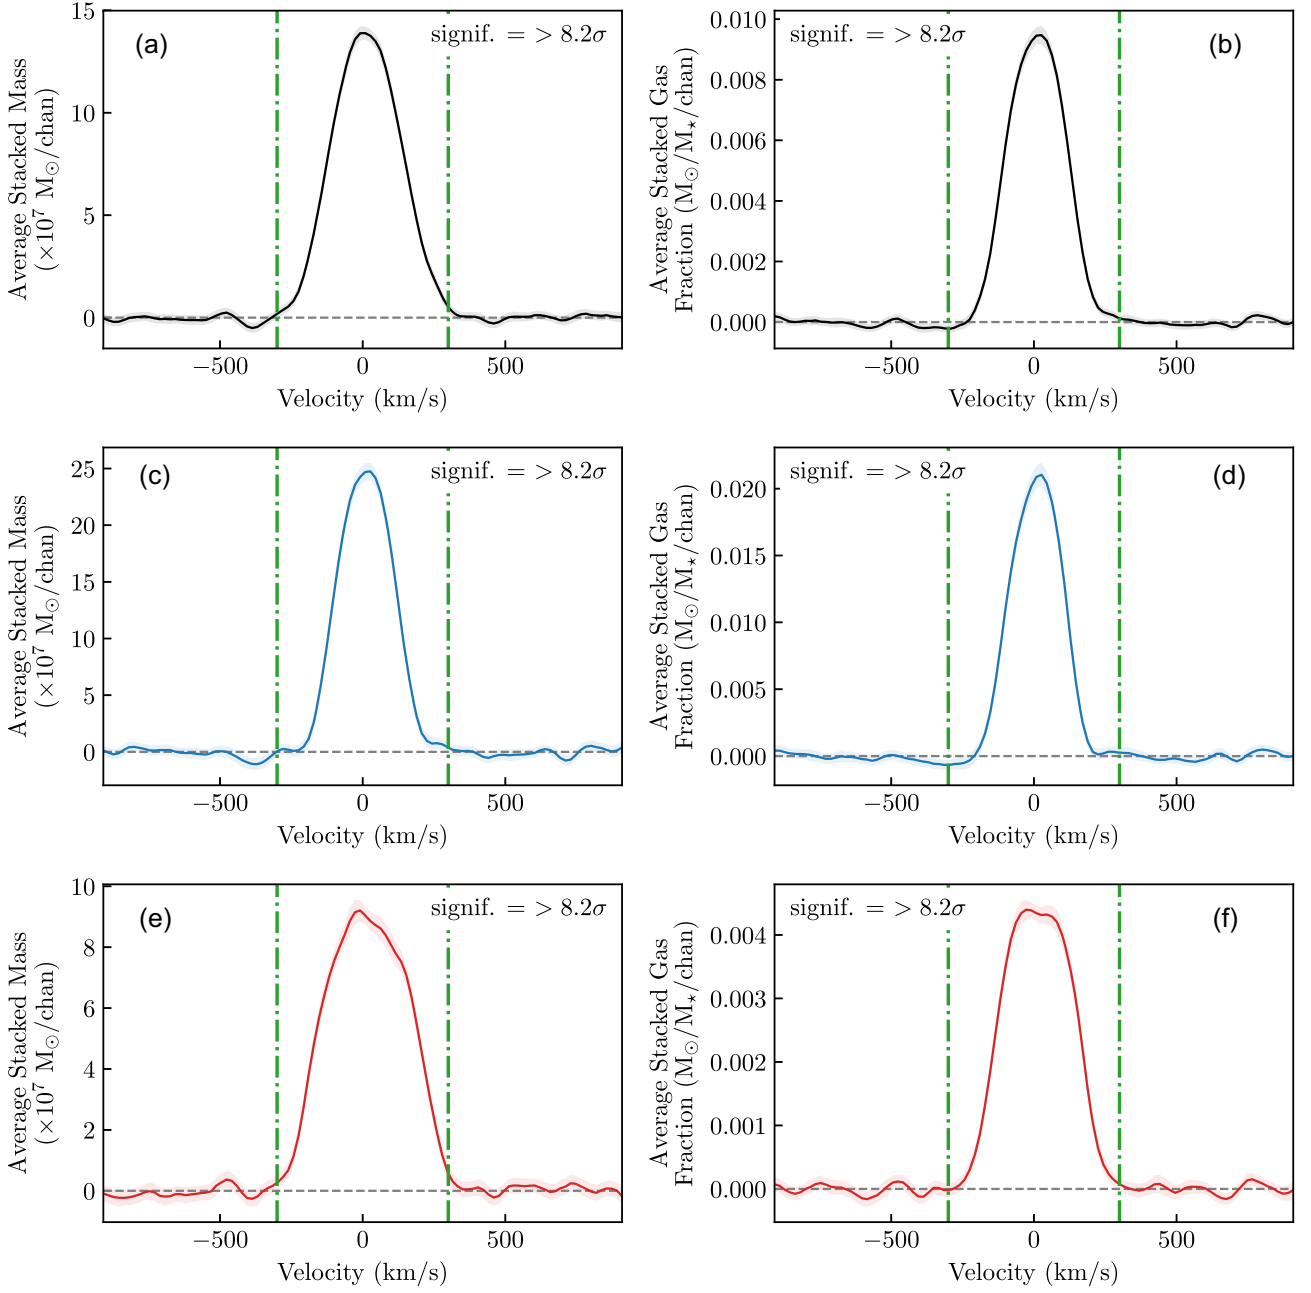 (a)
signif. = > 8.2σ
Average Stacked Mass
(×10⁷ M⊙/chan)
15
10
5
0
−500
0
500
Velocity (km/s)
(b)
signif. = > 8.2σ
Average Stacked Gas
Fraction (M⊙/M⋆/chan)
0.010
0.008
0.006
0.004
0.002
0.000
−500
0
500
Velocity (km/s)
(c)
signif. = > 8.2σ
Average Stacked Mass
(×10⁷ M⊙/chan)
25
20
15
10
5
0
−500
0
500
Velocity (km/s)
(d)
signif. = > 8.2σ
Average Stacked Gas
Fraction (M⊙/M⋆/chan)
0.020
0.015
0.010
0.005
0.000
−500
0
500
Velocity (km/s)
(e)
signif. = > 8.2σ
Average Stacked Mass
(×10⁷ M⊙/chan)
10
8
6
4
2
0
−500
0
500
Velocity (km/s)
(f)
signif. = > 8.2σ
Average Stacked Gas
Fraction (M⊙/M⋆/chan)
0.004
0.003
0.002
0.001
0.000
−500
0
500
Velocity (km/s)